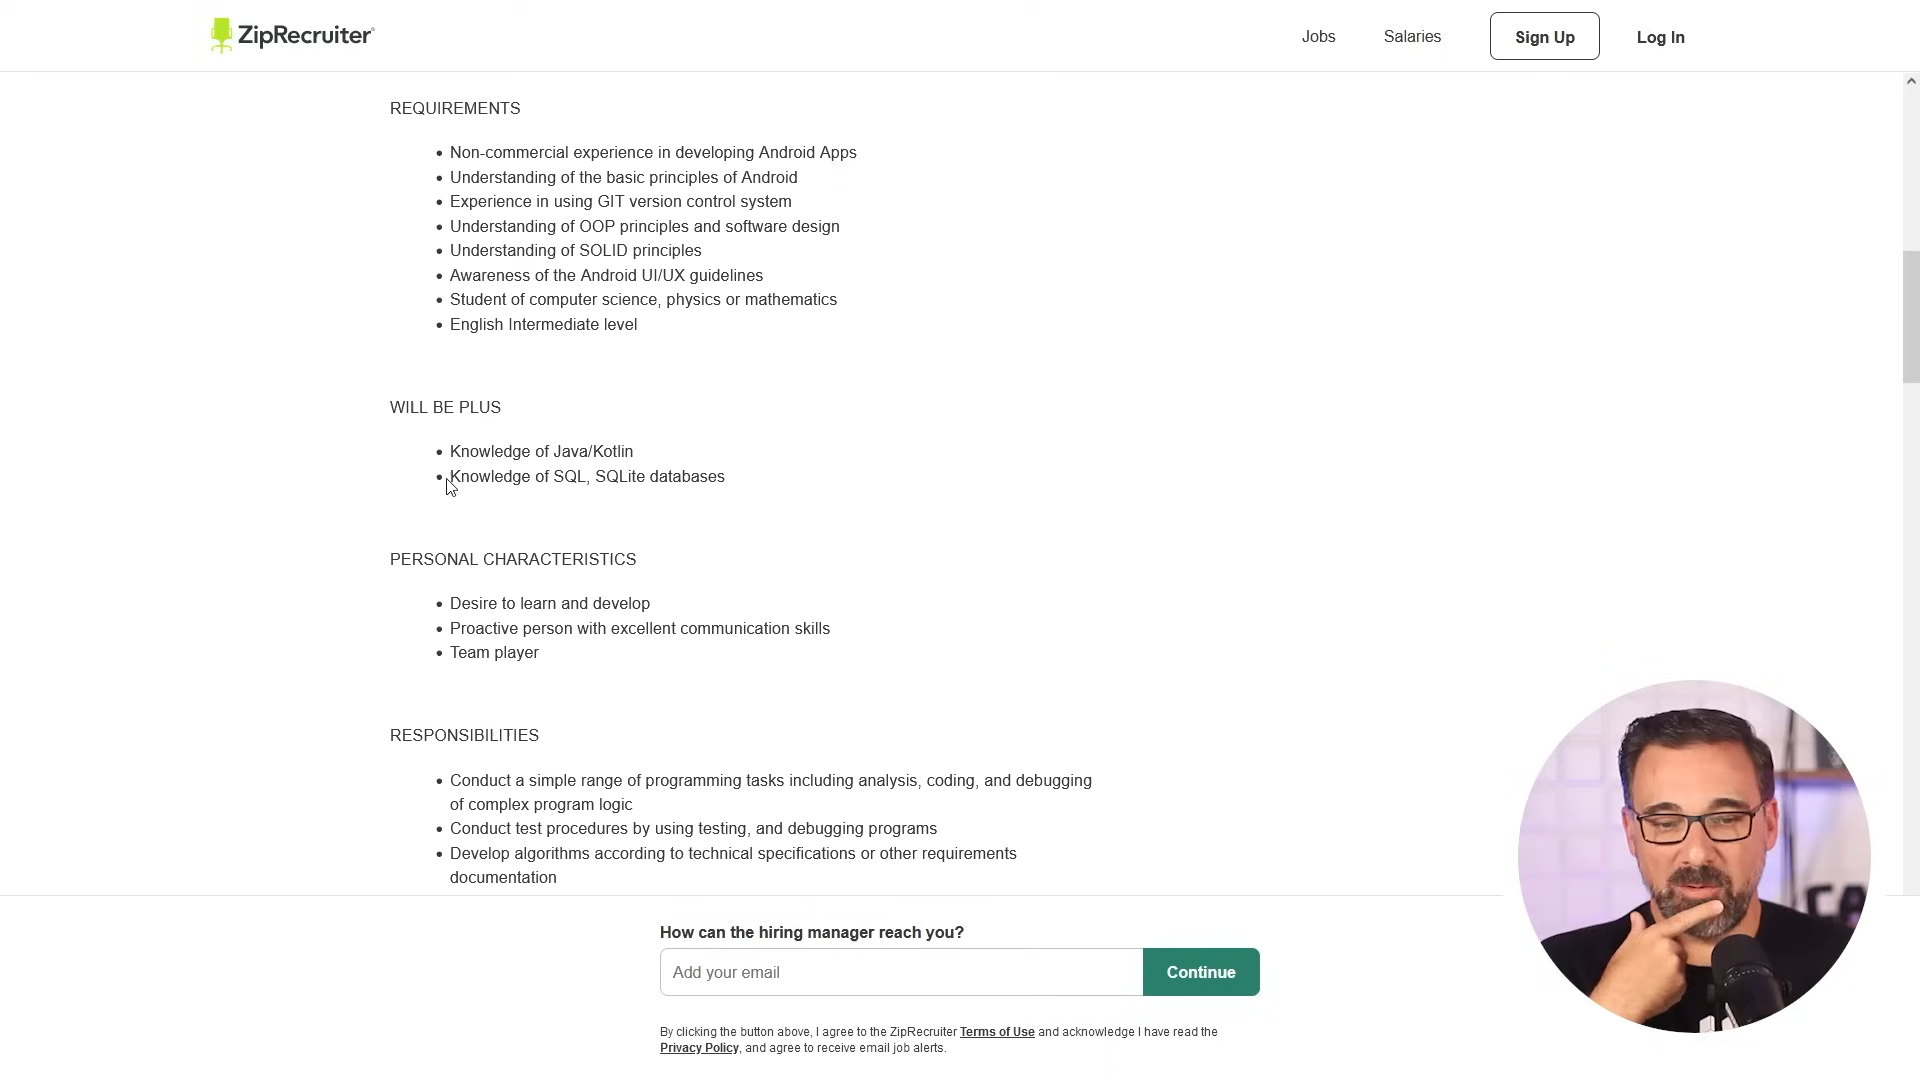 ZipRecruiter
Jobs
Salaries
Sign Up
Log In
REQUIREMENTS
Non-commercial experience in developing Android Apps
Understanding of the basic principles of Android
Experience in using GIT version control system
Understanding of OOP principles and software design
Understanding of SOLID principles
Awareness of the Android UI/UX guidelines
Student of computer science, physics or mathematics
English Intermediate level
WILL BE PLUS
Knowledge of Java/Kotlin
Knowledge of SQL, SQLite databases
PERSONAL CHARACTERISTICS
Desire to learn and develop
Proactive person with excellent communication skills
Team player
RESPONSIBILITIES
Conduct a simple range of programming tasks including analysis, coding, and debugging
of complex program logic
Conduct test procedures by using testing, and debugging programs
Develop algorithms according to technical specifications or other requirements
documentation
How can the hiring manager reach you?
Add your email
Continue
By clicking the button above, I agree to the ZipRecruiter Terms of Use and acknowledge I have read the
Privacy Policy, and agree to receive email job alerts.